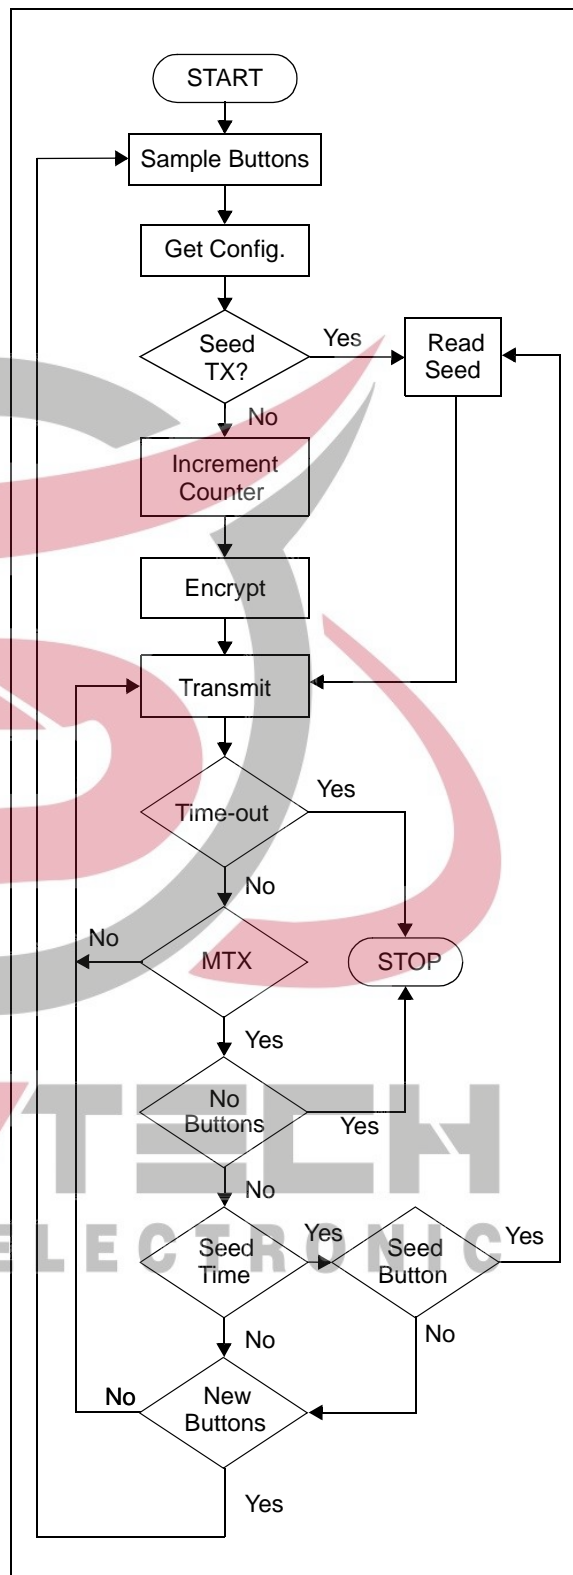 START
Sample Buttons
Get Config.
Seed
TX?
Yes
Read
Seed
No
Increment
Counter
Encrypt
Transmit
Time-out
Yes
No
No
MTX
STOP
Yes
No
Buttons
Yes
No
Seed
Time
Yes
Seed
Button
Yes
No
No
No
New
Buttons
Yes
TECH
ELECTRONIC